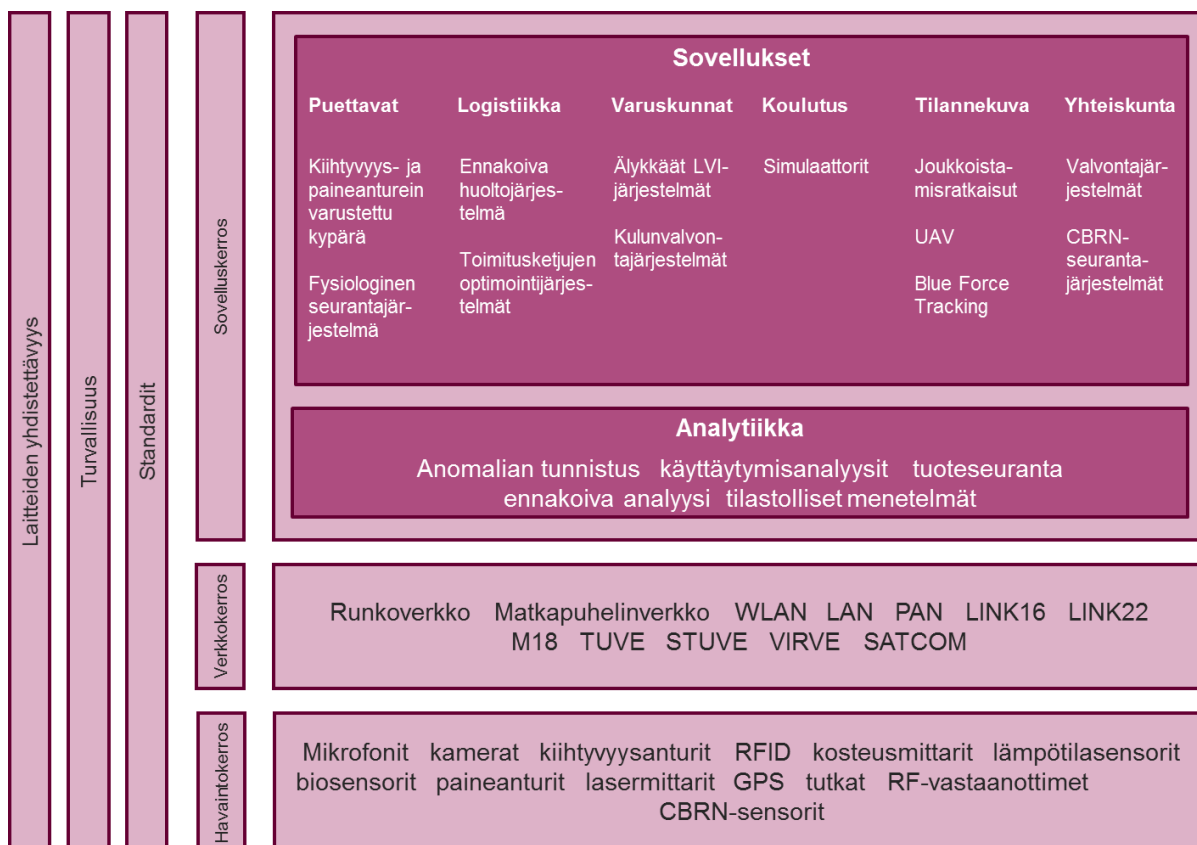 Laitteiden yhdistettävyys
Turvallisuus
Standardit
Sovelluskerros
Sovellukset
Puettavat
Kiihtyvyys- ja
paineanturein
varustettu
kypärä
Fysiologinen
seurantajär-
jestelmä
Logistiikka
Ennakoiva
huoltojärjes-
telmä
Toimitusketjujen
optimointijärjes-
telmät
Varuskunnat
Älykkäät LVI-
järjestelmät
Kulunvalvon-
tajärjestelmät
Koulutus
Simulaattorit
Tilannekuva
Joukkoista-
misratkaisut
UAV
Blue Force
Tracking
Yhteiskunta
Valvontajär-
jestelmät
CBRN-
seuranta-
järjestelmät
Analytiikka
Anomalian tunnistus käyttäytymisanalyysit tuoteseuranta
ennakoiva analyysi tilastolliset menetelmät
Verkkokerros
Runkoverkko Matkapuhelinverkko WLAN LAN PAN LINK16 LINK22
M18 TUVE STUVE VIRVE SATCOM
Havaintokerros
Mikrofonit kamerat kiihtyvyysanturit RFID kosteusmittarit lämpötilasensorit
biosensorit paineanturit lasermittarit GPS tutkat RF-vastaanottimet
CBRN-sensorit